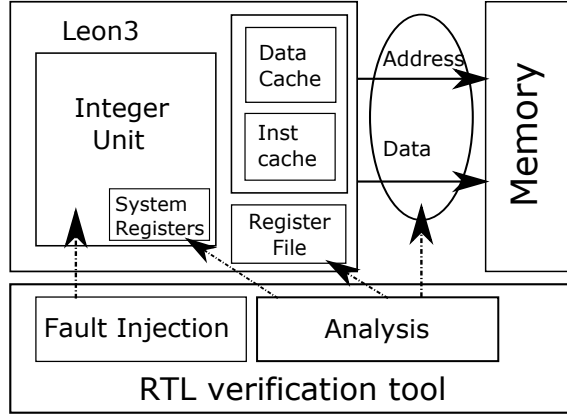 Leon3
Integer
Unit
System
Registers
Data
Cache
Inst
cache
Register
File
Address
Data
Memory
Fault Injection
Analysis
RTL verification tool